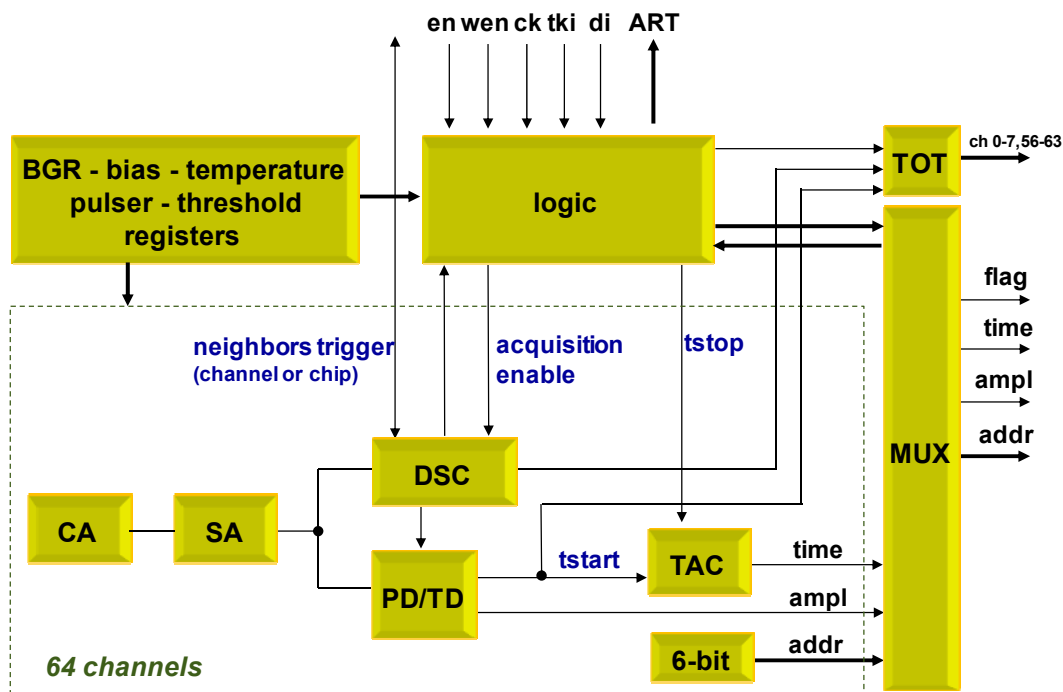 en wen ck tki di ART
BGR - bias - temperature
pulser - threshold
registers
logic
TOT
ch 0-7,56-63
flag
time
ampl
addr
MUX
neighbors trigger
(channel or chip)
acquisition
enable
tstop
DSC
CA
SA
PD/TD
tstart
TAC
time
ampl
6-bit
addr
64 channels